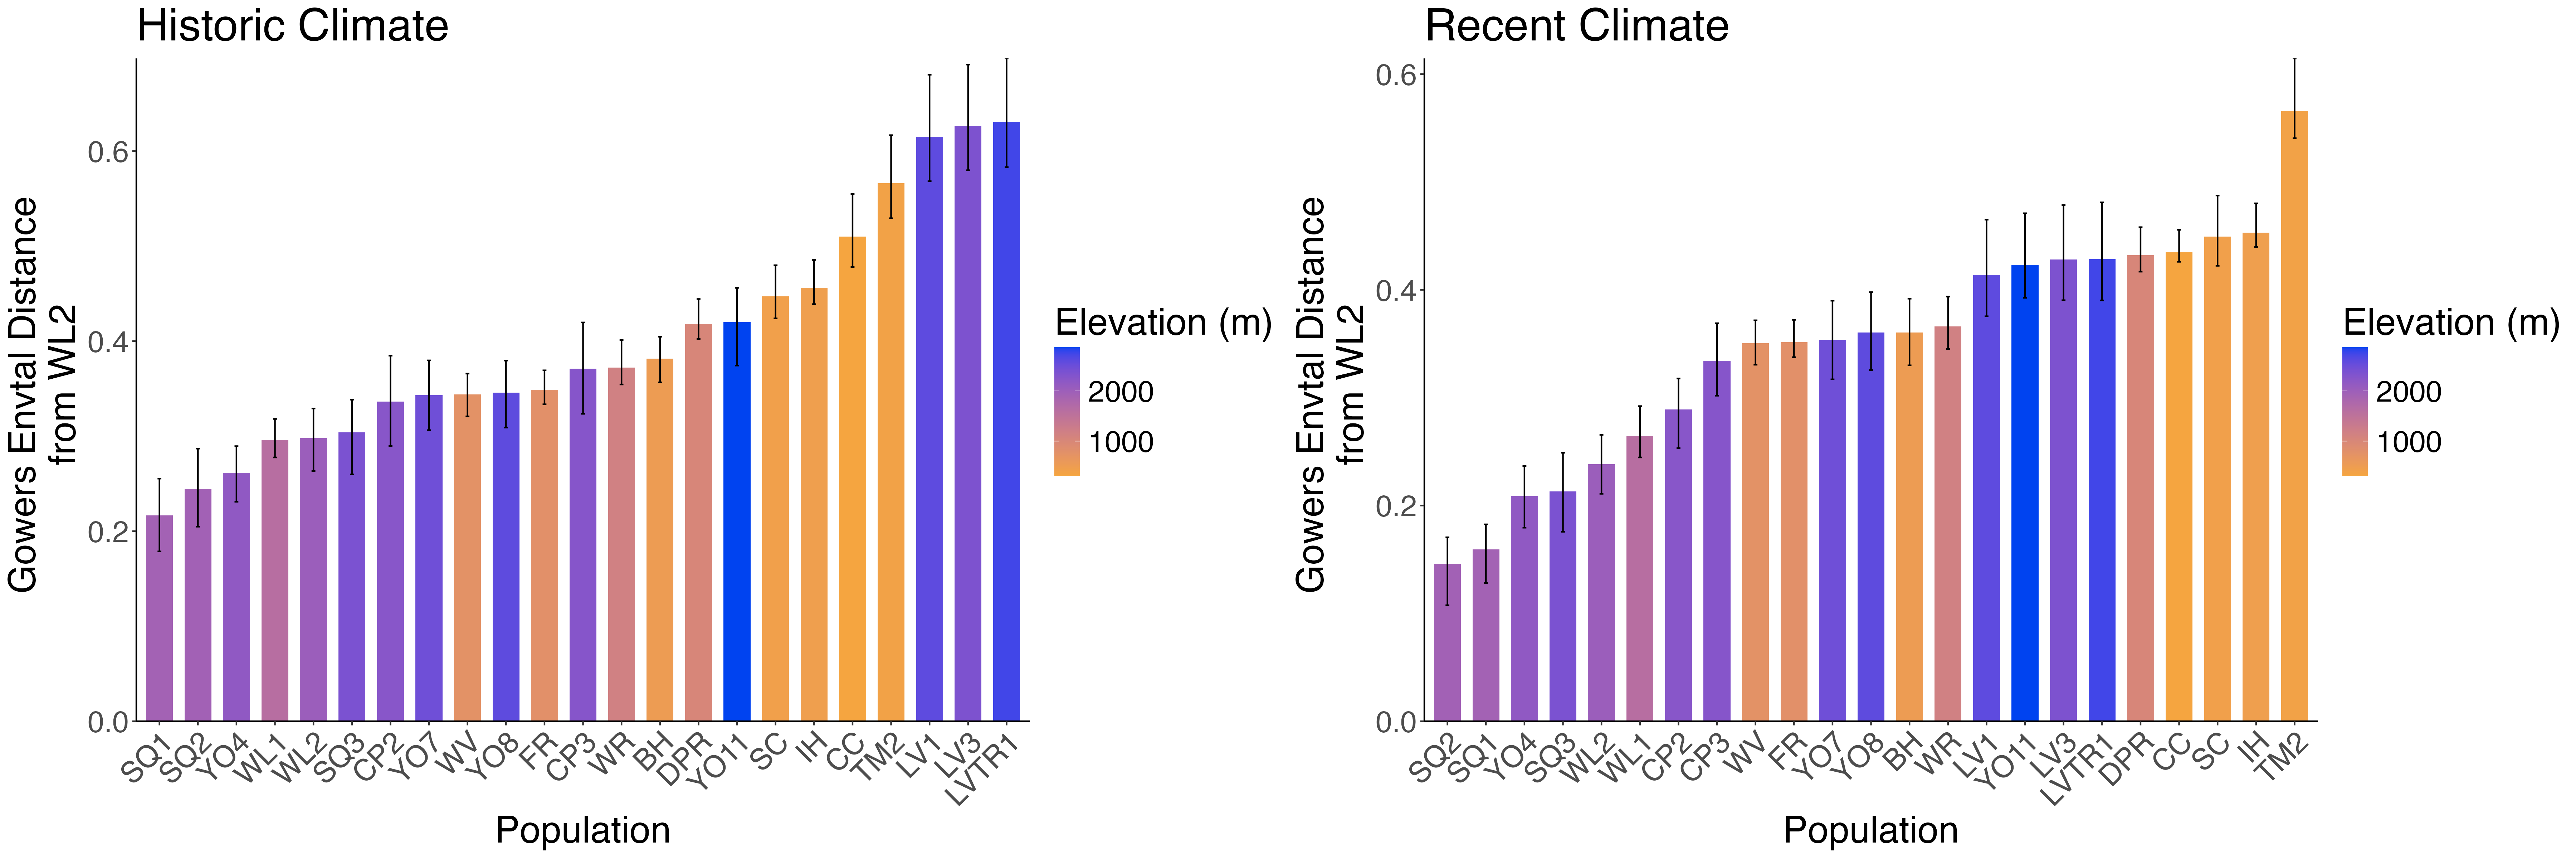 Historic Climate
Gowers Envtal Distance
from WL2
0.6
0.4
0.2
0.0
SQ1
SQ2
YO4
WL1
WL2
SQ3
CP2
YO7
WV
YO8
FR
CP3
WR
BH
DPR
YO11
SC
IH
CC
TM2
LV1
LV3
LVTR1
Population
Elevation (m)
2000
1000
Recent Climate
Gowers Envtal Distance
from WL2
0.6
0.4
0.2
0.0
SQ2
SQ1
YO4
SQ3
WL2
WL1
CP2
CP3
WV
FR
YO7
YO8
BH
WR
LV1
YO11
LV3
LVTR1
DPR
CC
SC
IH
TM2
Population
Elevation (m)
2000
1000